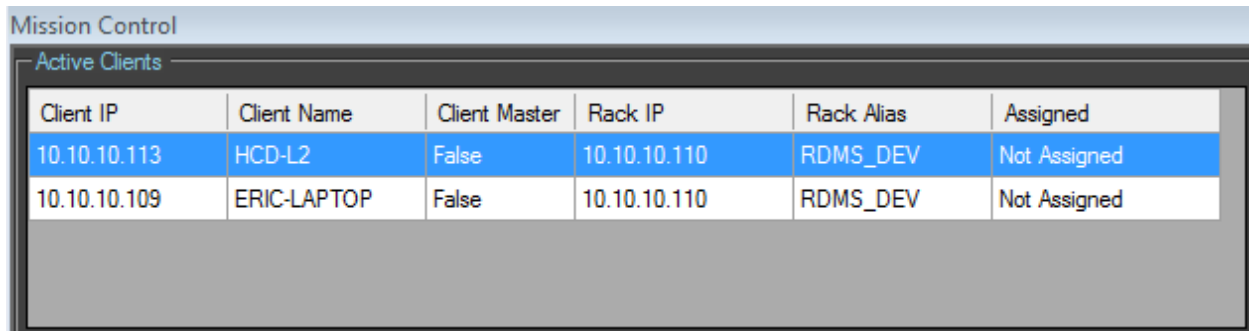 Mission Control
Active Clients
Client IP Client Name Client Master Rack IP Rack Alias Assigned
10.10.10.113 HCD-L2 False 10.10.10.110 RDMS_DEV Not Assigned
10.10.10.109 ERIC-LAPTOP False 10.10.10.110 RDMS_DEV Not Assigned